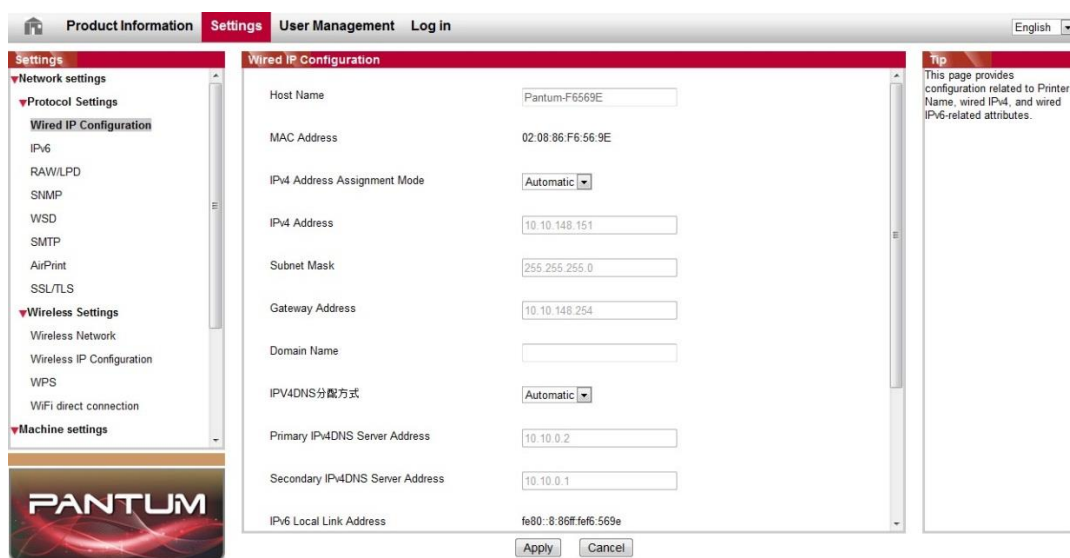 Product Information
Settings
User Management
Log in
English
Settings
Network settings
Protocol Settings
Wired IP Configuration
IPv6
RAW/LPD
SNMP
WSD
SMTP
AirPrint
SSL/TLS
Wireless Settings
Wireless Network
Wireless IP Configuration
WPS
WiFi direct connection
Machine settings
PANTUM
Wired IP Configuration
Host Name Pantum-F6569E
MAC Address 02:08:86:F6:56:9E
IPv4 Address Assignment Mode Automatic
IPv4 Address 10.10.148.151
Subnet Mask 255.255.255.0
Gateway Address 10.10.148.254
Domain Name
IPV4DNS分配方式 Automatic
Primary IPv4DNS Server Address 10.10.0.2
Secondary IPv4DNS Server Address 10.10.0.1
IPv6 Local Link Address fe80::8:86ff:fef6:569e
Apply Cancel
Tip
This page provides
configuration related to Printer
Name, wired IPv4, and wired
IPv6-related attributes.